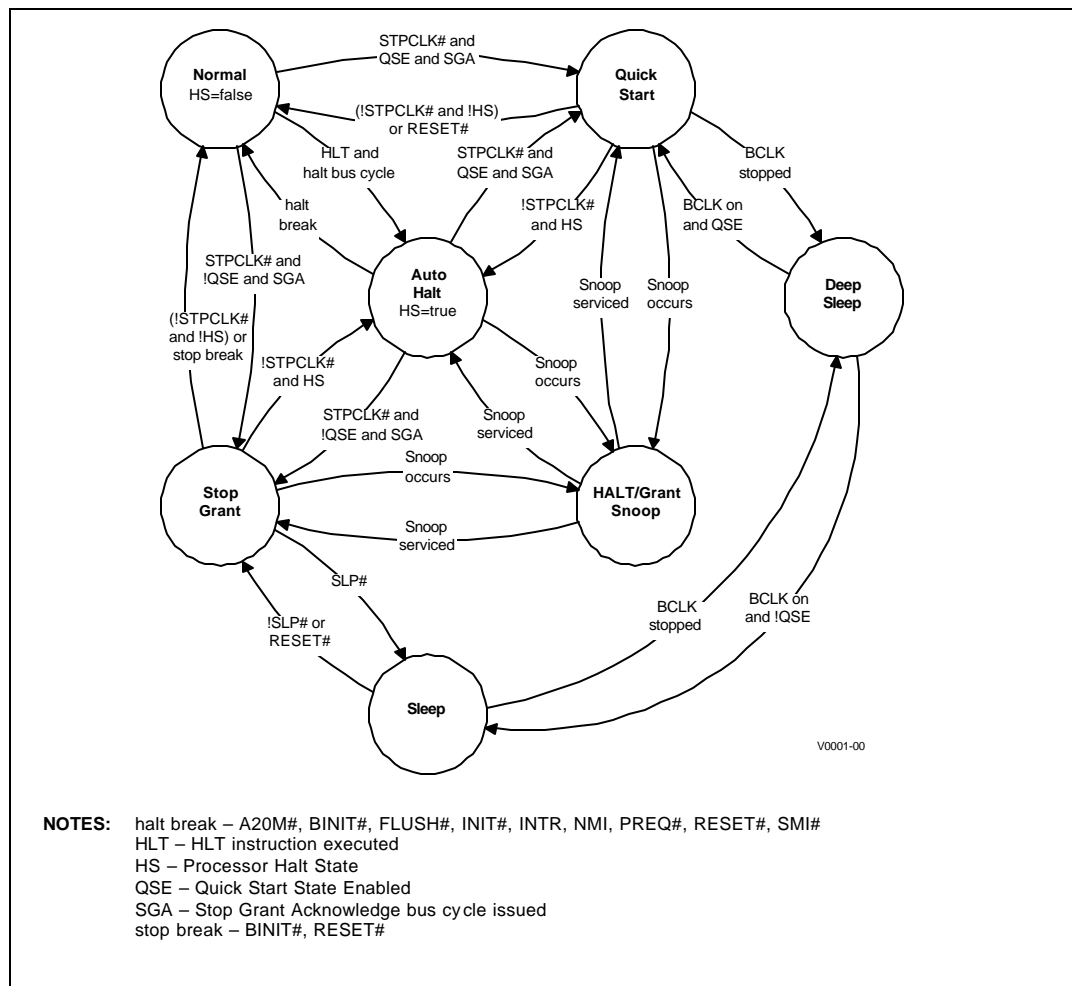 STPCLK# and
QSE and SGA
Normal
HS=false
Quick
Start
(!STPCLK# and !HS)
or RESET#
HLT and
halt bus cycle
STPCLK# and
QSE and SGA
BCLK
stopped
halt
break
!STPCLK#
and HS
BCLK on
and QSE
STPCLK# and
!QSE and SGA
Auto
Halt
HS=true
Snoop
serviced
Snoop
occurs
Deep
Sleep
(!STPCLK#
and !HS) or
stop break
!STPCLK#
and HS
Snoop
occurs
STPCLK# and
!QSE and SGA
Snoop
serviced
Snoop
occurs
Stop
Grant
HALT/Grant
Snoop
Snoop
serviced
SLP#
!SLP# or
RESET#
BCLK
stopped
BCLK on
and !QSE
Sleep
V0001-00
NOTES: halt break – A20M#, BINIT#, FLUSH#, INIT#, INTR, NMI, PREQ#, RESET#, SMI#
HLT – HLT instruction executed
HS – Processor Halt State
QSE – Quick Start State Enabled
SGA – Stop Grant Acknowledge bus cycle issued
stop break – BINIT#, RESET#